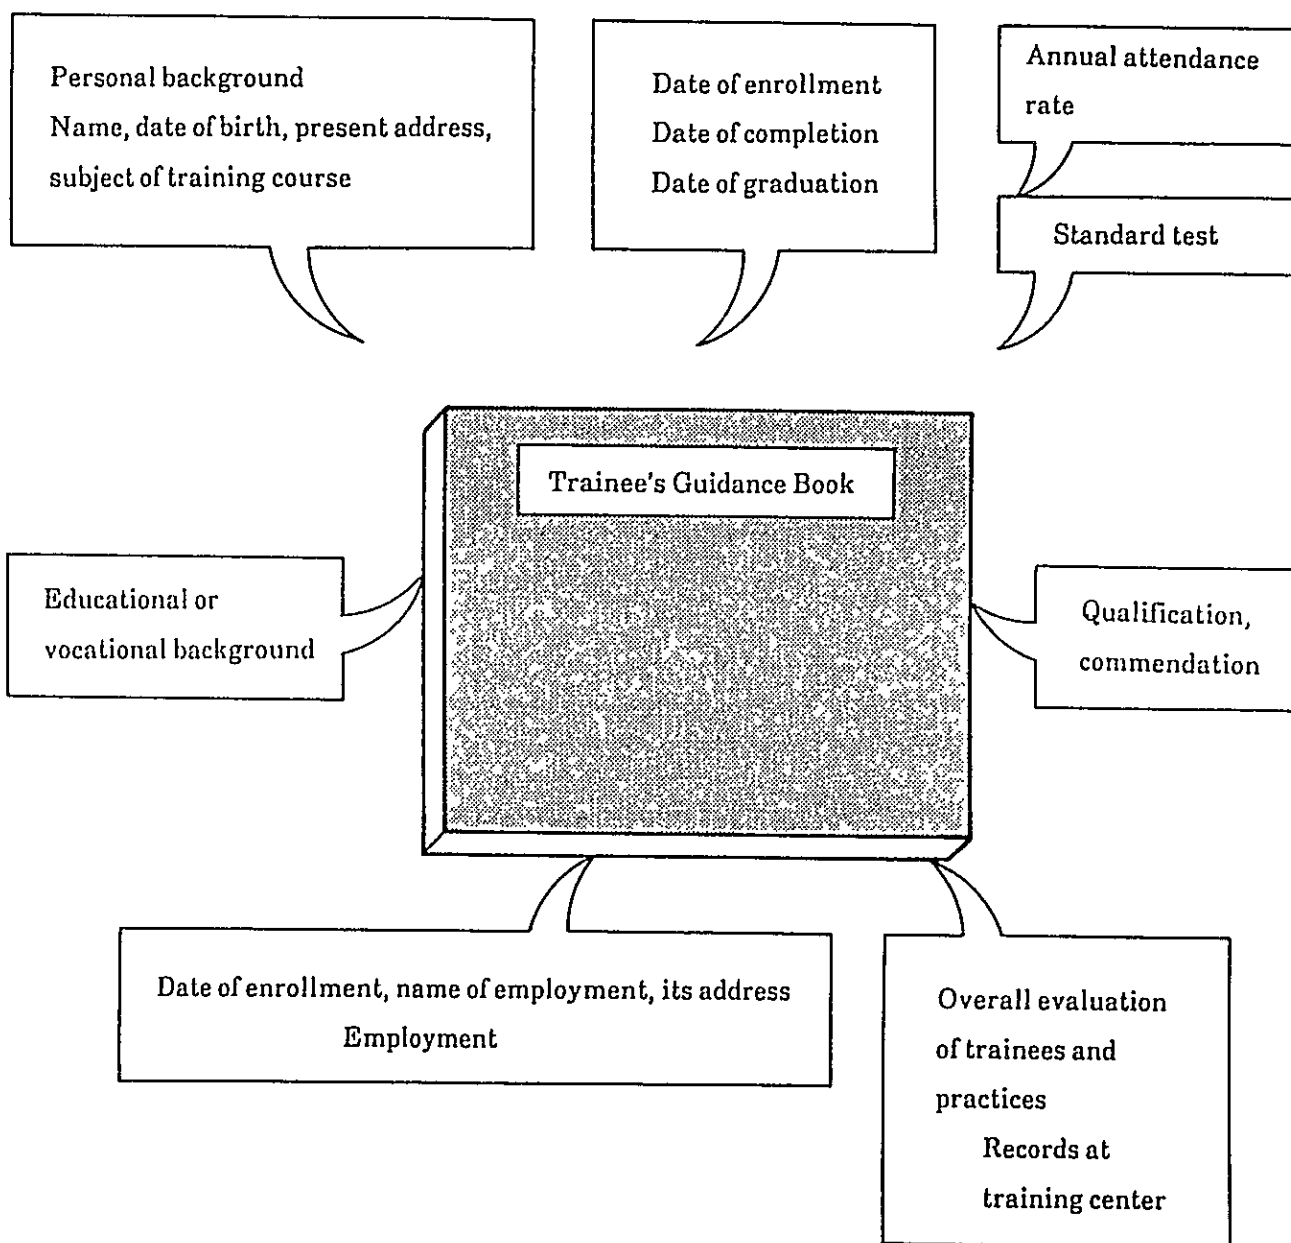 Personal background
Name, date of birth, present address,
subject of training course
Date of enrollment
Date of completion
Date of graduation
Annual attendance
rate
Standard test
Trainee's Guidance Book
Educational or
vocational background
Qualification,
commendation
Date of enrollment, name of employment, its address
Employment
Overall evaluation
of trainees and
practices
Records at
training center